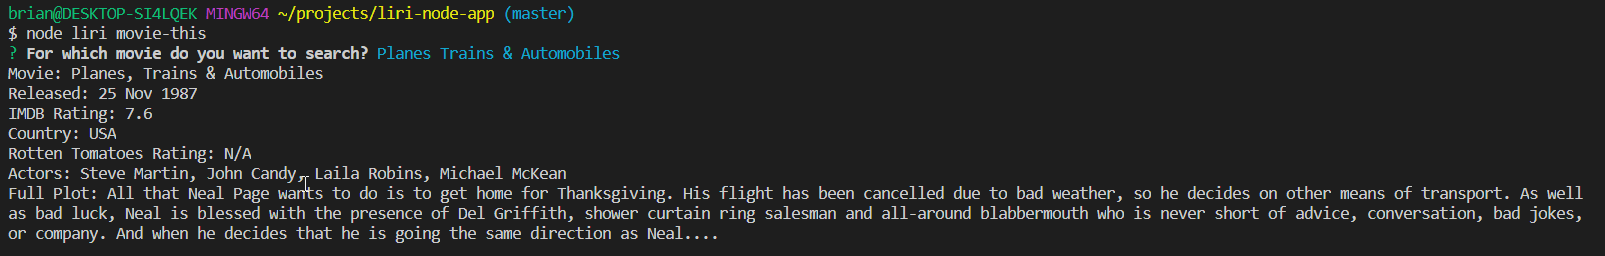 brian@DESKTOP-SI4LQEK MINGW64 ~/projects/liri-node-app (master)
$ node liri movie-this
? For which movie do you want to search? Planes Trains & Automobiles
Movie: Planes, Trains & Automobiles
Released: 25 Nov 1987
IMDB Rating: 7.6
Country: USA
Rotten Tomatoes Rating: N/A
Actors: Steve Martin, John Candy, Laila Robins, Michael McKean
Full Plot: All that Neal Page wants to do is to get home for Thanksgiving. His flight has been cancelled due to bad weather, so he decides on other means of transport. As well
as bad luck, Neal is blessed with the presence of Del Griffith, shower curtain ring salesman and all-around blabbermouth who is never short of advice, conversation, bad jokes,
or company. And when he decides that he is going the same direction as Neal....